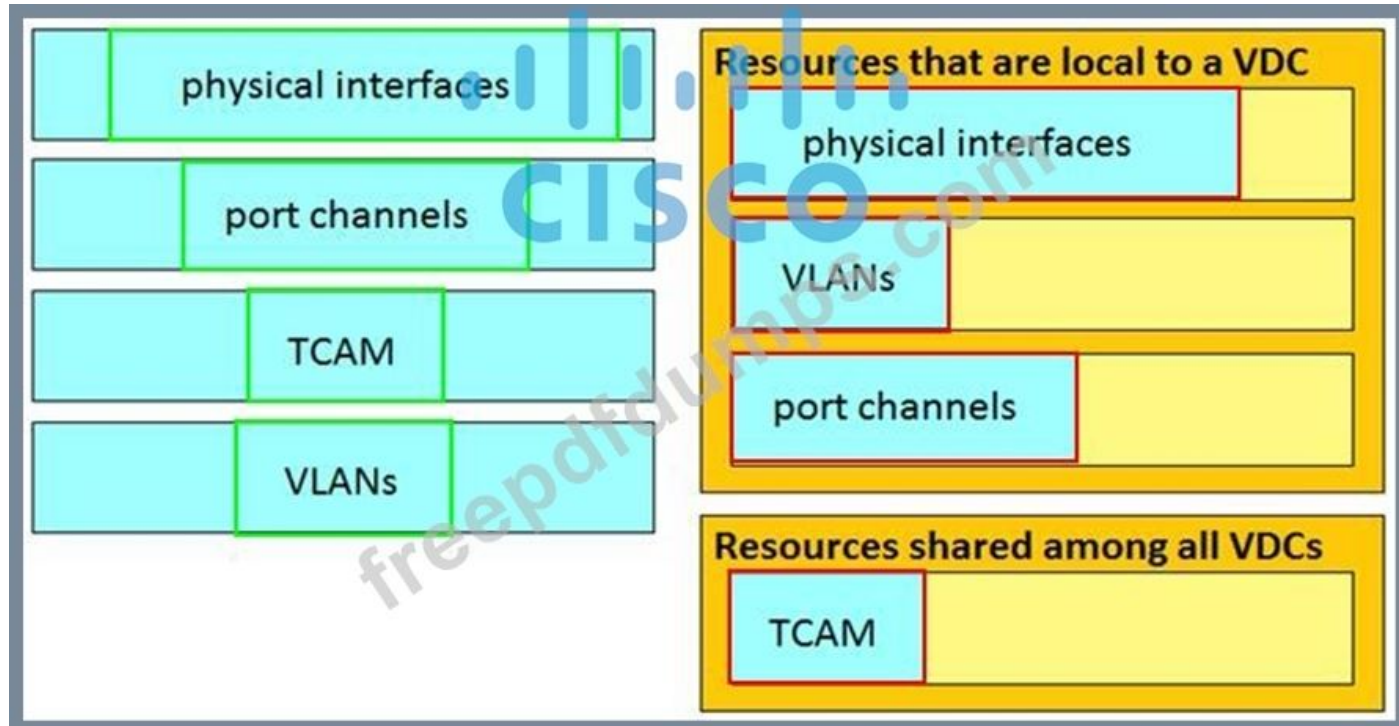 physical interfaces
port channels
TCAM
VLANs
Resources that are local to a VDC
physical interfaces
VLANs
port channels
Resources shared among all VDCs
TCAM
CISCO
freepdfdumps.com